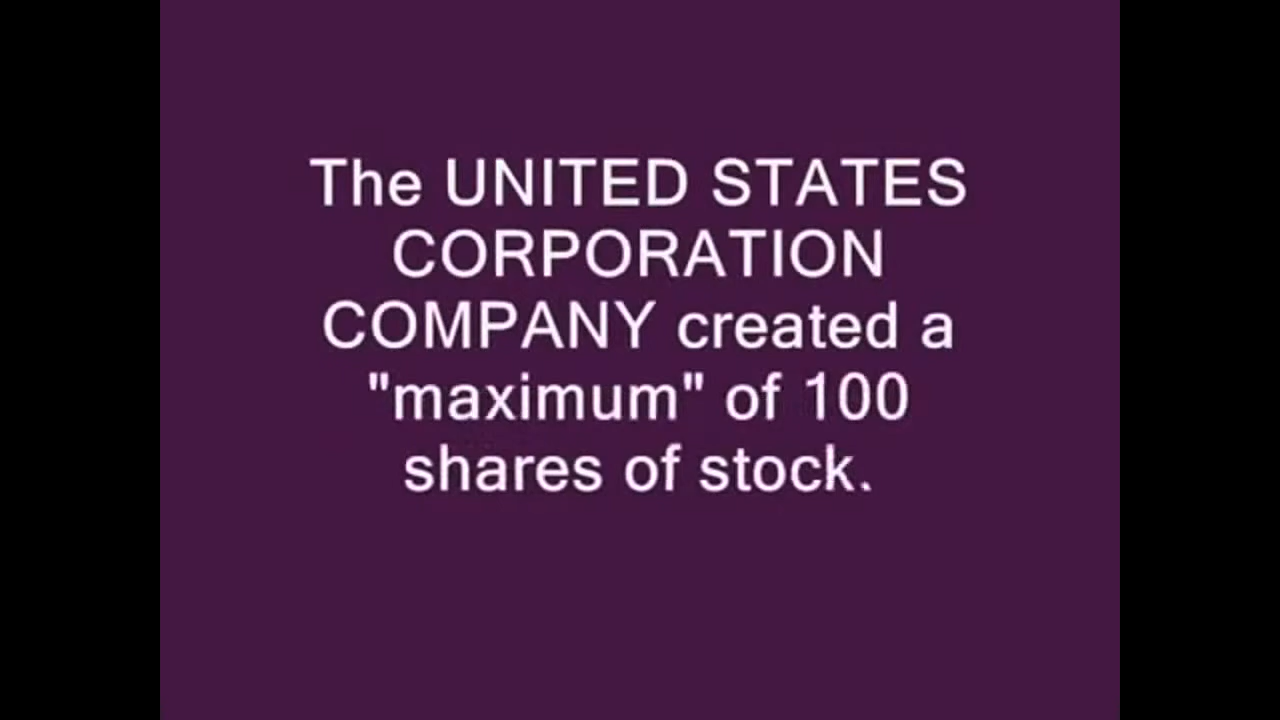 The UNITED STATES
CORPORATION
COMPANY created a
"maximum" of 100
shares of stock.